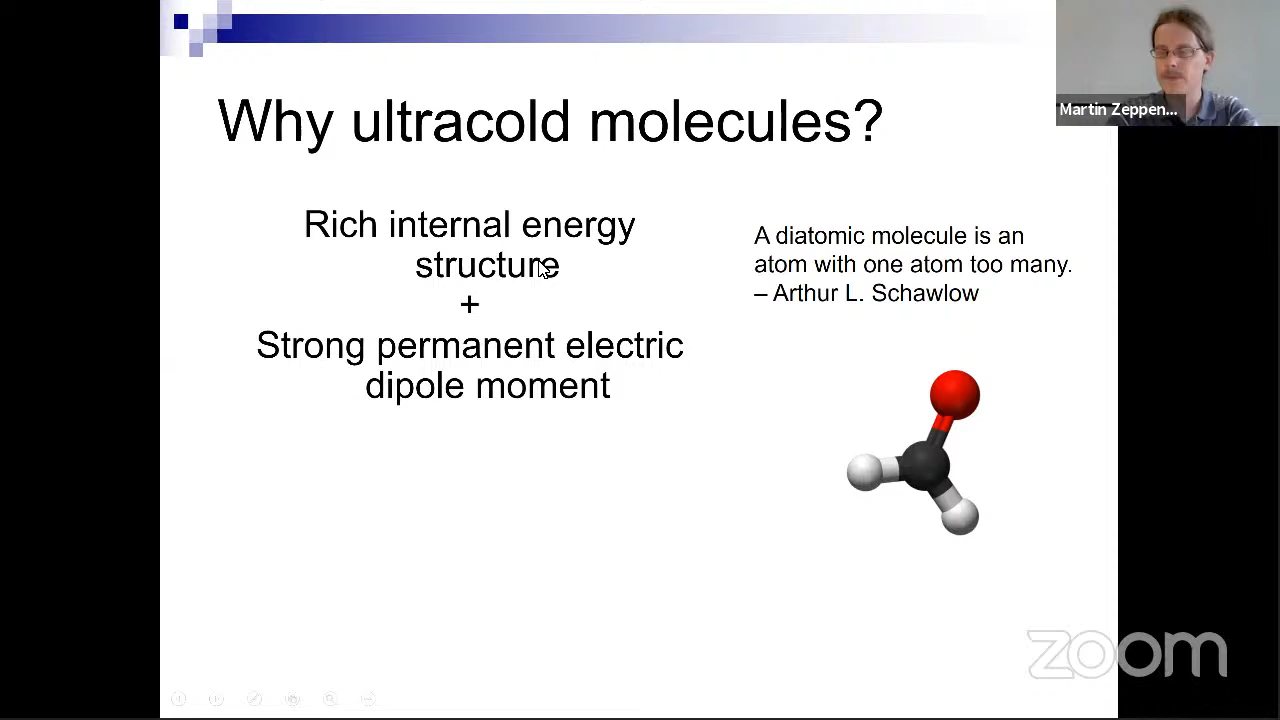 Why ultracold molecules?
Rich internal energy
structure
+
Strong permanent electric
dipole moment
A diatomic molecule is an
atom with one atom too many.
– Arthur L. Schawlow
Martin Zeppen...
zoom